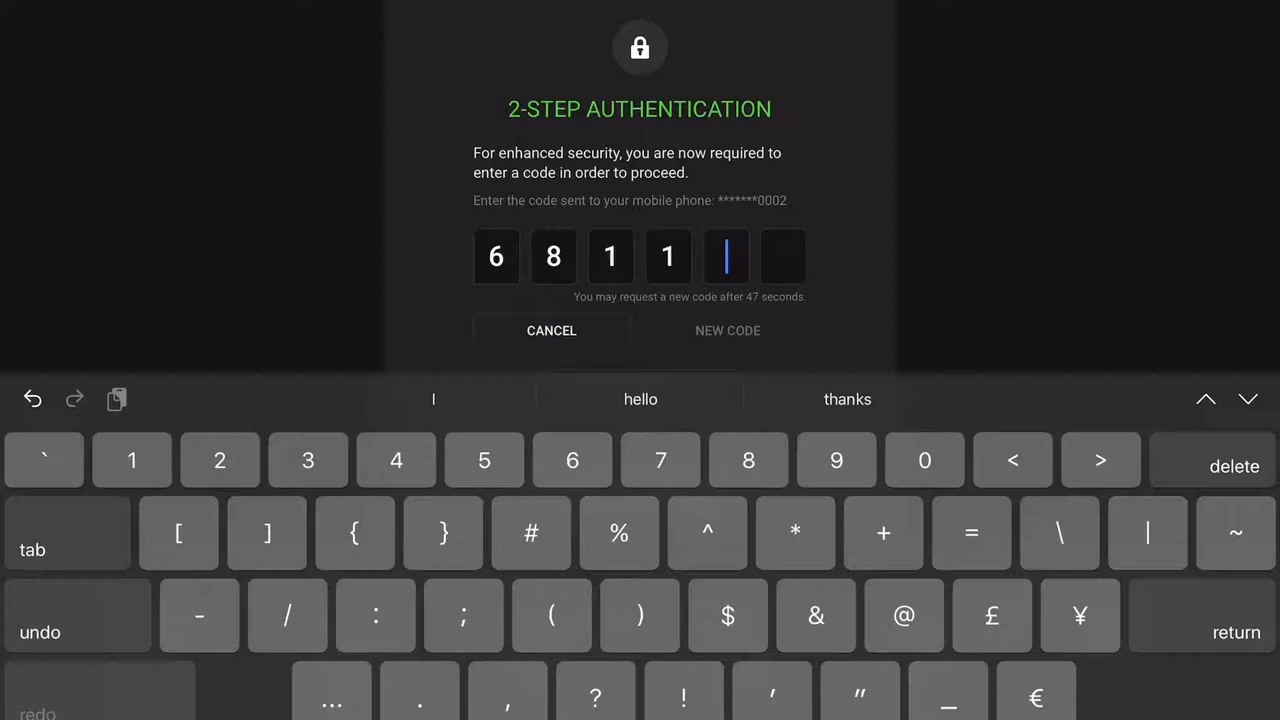 2-STEP AUTHENTICATION
For enhanced security, you are now required to
enter a code in order to proceed.
Enter the code sent to your mobile phone: *******0002
6 8 1 1
You may request a new code after 47 seconds.
CANCEL NEW CODE
I hello thanks
` 1 2 3 4 5 6 7 8 9 0 < > delete
tab [ ] { } # % ^ * + = \ | ~
undo - / : ; ( ) $ & @ £ ¥ return
redo ... . , ? ! ' " _ €